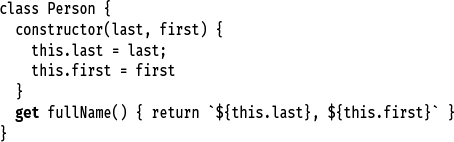 class Person {
  constructor(last, first) {
    this.last = last;
    this.first = first
  }
  get fullName() { return `${this.last}, ${this.first}` }
}